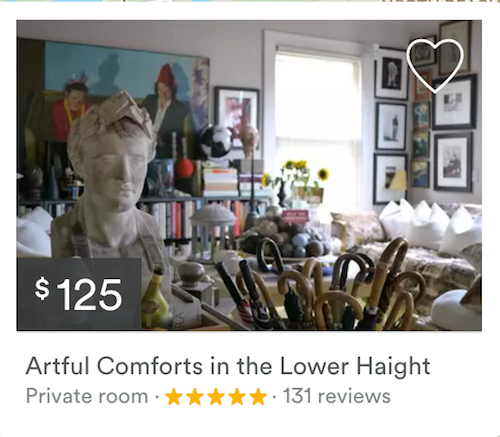 $125
Artful Comforts in the Lower Haight
Private room · ★★★★★ · 131 reviews